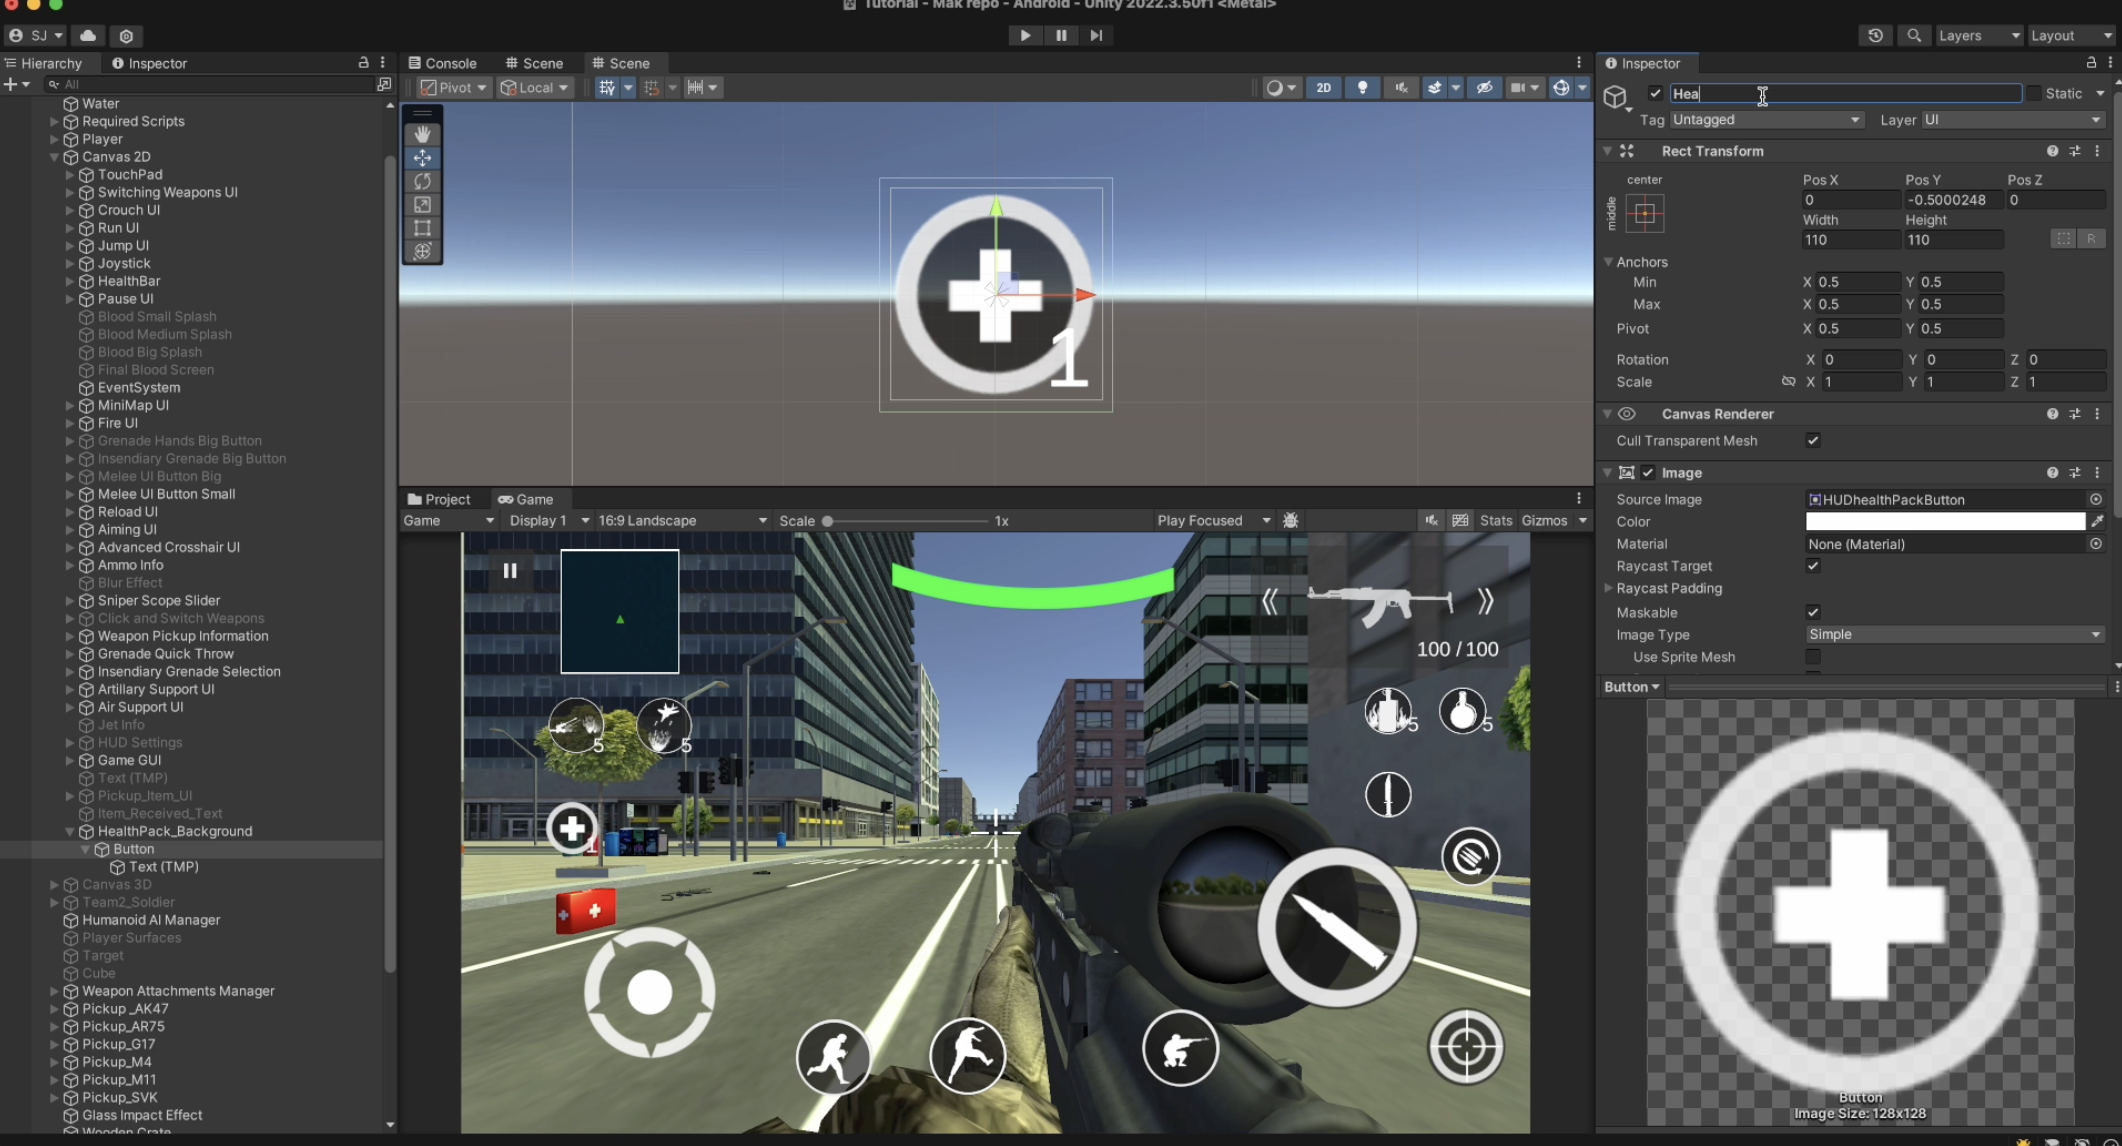 Tutorial - Mak repo - Android - Unity 2022.3.50f1 <Metal>
SJ
Layers
Layout
Hierarchy
Inspector
All
Water
Required Scripts
Player
Canvas 2D
TouchPad
Switching Weapons UI
Crouch UI
Run UI
Jump UI
Joystick
HealthBar
Pause UI
Blood Small Splash
Blood Medium Splash
Blood Big Splash
Final Blood Screen
EventSystem
MiniMap UI
Fire UI
Grenade Hands Big Button
Insendiary Grenade Big Button
Melee UI Button Big
Melee UI Button Small
Reload UI
Aiming UI
Advanced Crosshair UI
Ammo Info
Blur Effect
Sniper Scope Slider
Click and Switch Weapons
Weapon Pickup Information
Grenade Quick Throw
Insendiary Grenade Selection
Artillary Support UI
Air Support UI
Jet Info
HUD Settings
Game GUI
Text (TMP)
Pickup_Item_UI
Item_Received_Text
HealthPack_Background
Button
Text (TMP)
Canvas 3D
Team2_Soldier
Humanoid AI Manager
Player Surfaces
Target
Cube
Weapon Attachments Manager
Pickup _AK47
Pickup_AR75
Pickup_G17
Pickup_M4
Pickup_M11
Pickup_SVK
Glass Impact Effect
Wooden Crate
Console
Scene
Scene
Pivot
Local
2D
1
Project
Game
Game
Display 1
16:9 Landscape
Scale
1x
Play Focused
Stats
Gizmos
100 / 100
5
5
5
5
1
Inspector
Hea
Static
Tag
Untagged
Layer
UI
Rect Transform
center
middle
Pos X
Pos Y
Pos Z
0
-0.5000248
0
Width
Height
110
110
R
Anchors
Min
X 0.5
Y 0.5
Max
X 0.5
Y 0.5
Pivot
X 0.5
Y 0.5
Rotation
X 0
Y 0
Z 0
Scale
X 1
Y 1
Z 1
Canvas Renderer
Cull Transparent Mesh
Image
Source Image
HUDhealthPackButton
Color
Material
None (Material)
Raycast Target
Raycast Padding
Maskable
Image Type
Simple
Use Sprite Mesh
Button
Button
Image Size: 128x128